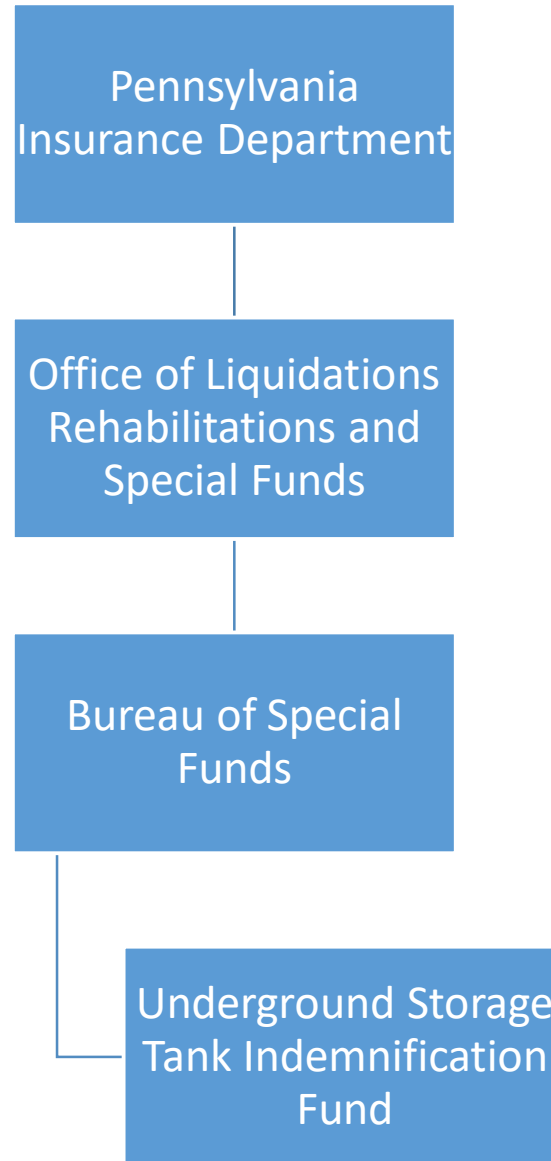 Pennsylvania
Insurance Department
Office of Liquidations
Rehabilitations and
Special Funds
Bureau of Special
Funds
Underground Storage
Tank Indemnification
Fund